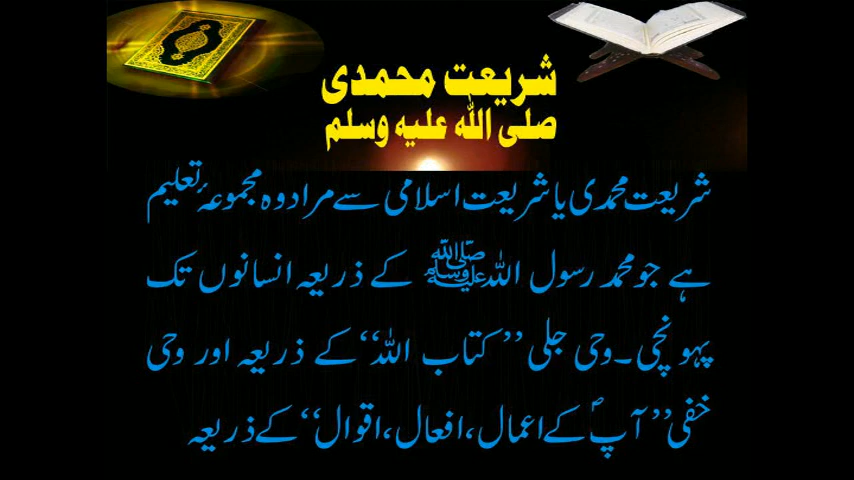 شریعت محمدی
صلی اللہ علیہ وسلم
شریعت محمدی یا شریعت اسلامی سے مراد وہ مجموعۂ تعلیم
ہے جو محمد رسول اللہ ﷺ کے ذریعہ انسانوں تک
پہونچی۔ وحی جلی ’’کتاب اللہ‘‘ کے ذریعہ اور وحی
خفی ’’آپؐ کے اعمال، افعال، اقوال‘‘ کے ذریعہ